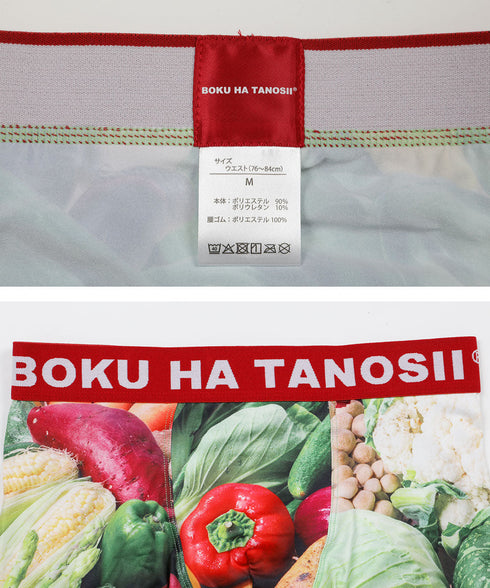 BOKU HA TANOSII®
サイズ
ウエスト(76〜84cm)
M
本体：ポリエステル 90%
ポリウレタン 10%
腰ゴム：ポリエステル 100%
BOKU HA TANOSII®